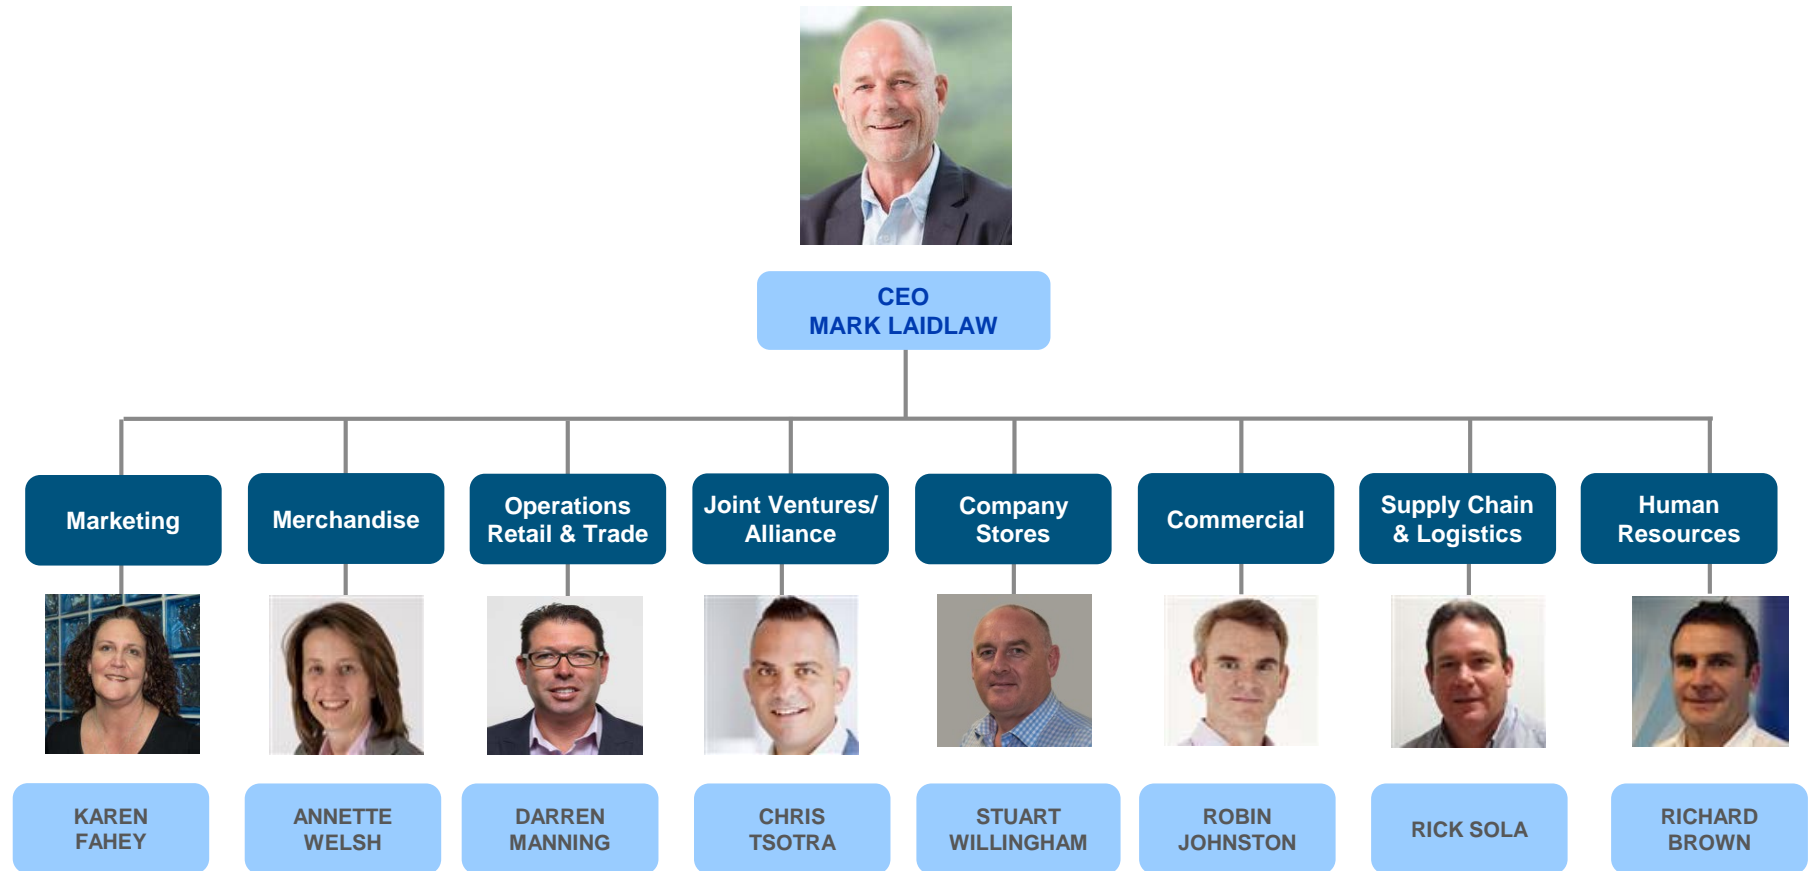 CEO
MARK LAIDLAW
Marketing
Merchandise
Operations
Retail & Trade
Joint Ventures/
Alliance
Company
Stores
Commercial
Supply Chain
& Logistics
Human
Resources
KAREN
FAHEY
ANNETTE
WELSH
DARREN
MANNING
CHRIS
TSOTRA
STUART
WILLINGHAM
ROBIN
JOHNSTON
RICK SOLA
RICHARD
BROWN